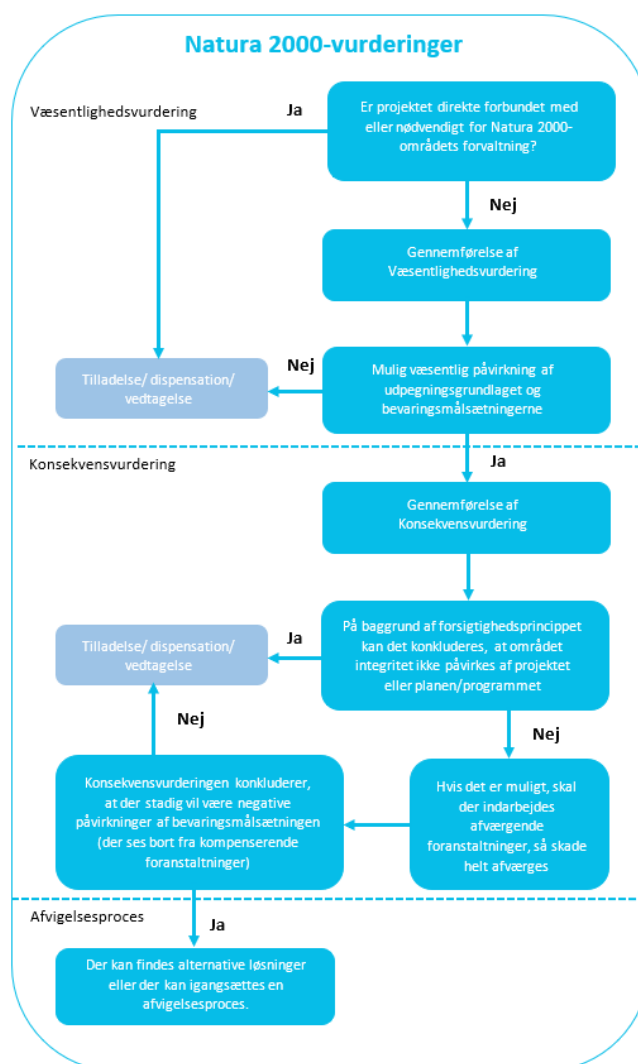 Natura 2000-vurderinger
Væsentlighedsvurdering
Ja
Er projektet direkte forbundet med
eller nødvendigt for Natura 2000-
områdets forvaltning?
Nej
Gennemførelse af
Væsentlighedsvurdering
Tilladelse/ dispensation/
vedtagelse
Nej
Mulig væsentlig påvirkning af
udpegningsgrundlaget og
bevaringsmålsætningerne
Ja
Konsekvensvurdering
Gennemførelse af
Konsekvensvurdering
Tilladelse/ dispensation/
vedtagelse
Ja
På baggrund af forsigtighedsprincippet
kan det konkluderes, at området
integritet ikke påvirkes af projektet
eller planen/programmet
Nej
Nej
Konsekvensvurderingen konkluderer,
at der stadig vil være negative
påvirkninger af bevaringsmålsætningen
(der ses bort fra kompenserende
foranstaltninger)
Hvis det er muligt, skal
der indarbejdes
afværgende
foranstaltninger, så skade
helt afværges
Afvigelsesproces
Ja
Der kan findes alternative løsninger
eller der kan igangsættes en
afvigelsesproces.